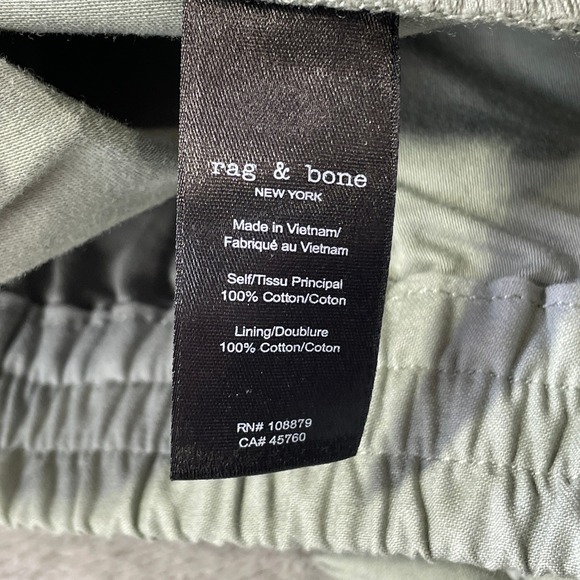 rag & bone
NEW YORK
Made in Vietnam/
Fabriqué au Vietnam
Self/Tissu Principal
100% Cotton/Coton
Lining/Doublure
100% Cotton/Coton
RN# 108879
CA# 45760